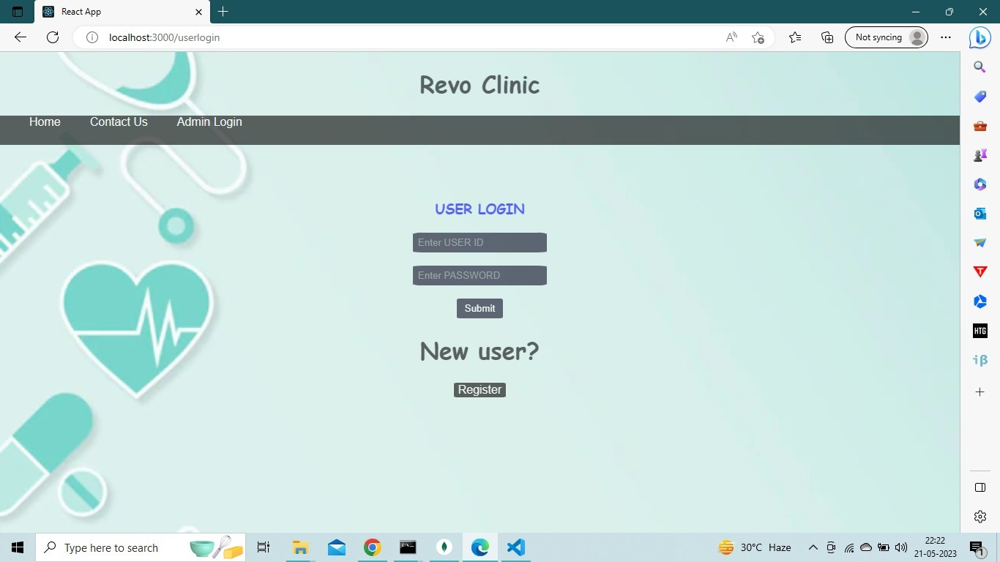 React App
localhost:3000/userlogin
Not syncing
Revo Clinic
Home
Contact Us
Admin Login
USER LOGIN
Enter USER ID
Enter PASSWORD
Submit
New user?
Register
HTG
iβ
Type here to search
30°C Haze
22:22
21-05-2023
1